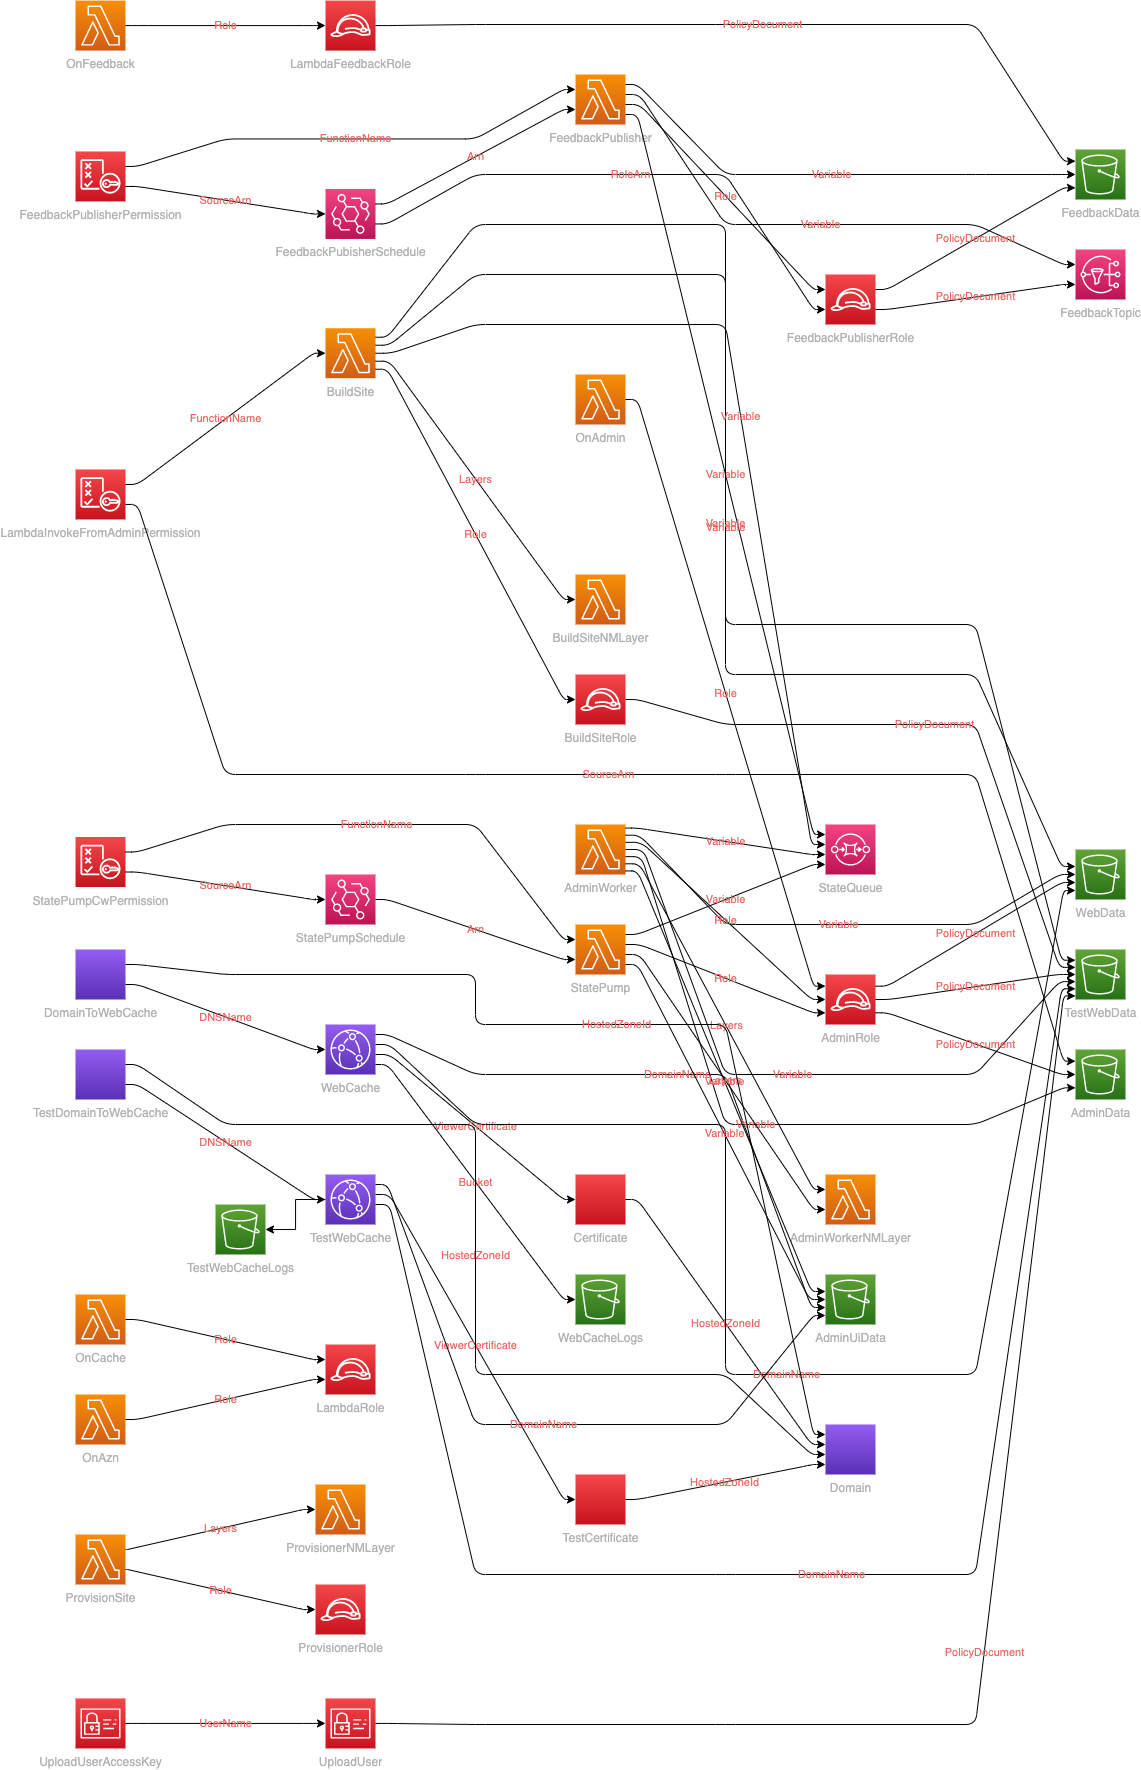 Role
PolicyDocument
OnFeedback
LambdaFeedbackRole
FunctionName
FeedbackPublisher
Arn
RoleArn
Variable
Role
SourceArn
FeedbackPublisherPermission
FeedbackPubisherSchedule
FeedbackData
Variable
PolicyDocument
PolicyDocument
FeedbackTopic
FeedbackPublisherRole
BuildSite
FunctionName
Variable
OnAdmin
Layers
Variable
Variable
Variable
Role
LambdaInvokeFromAdminPermission
BuildSiteNMLayer
Role
PolicyDocument
BuildSiteRole
SourceArn
FunctionName
Variable
SourceArn
AdminWorker
StateQueue
StatePumpCwPermission
Variable
WebData
Role
Variable
Arn
StatePumpSchedule
PolicyDocument
Role
PolicyDocument
StatePump
DomainToWebCache
DNSName
HostedZoneId
Layers
AdminRole
TestWebData
PolicyDocument
WebCache
DomainName
Variable
Variable
Layers
TestDomainToWebCache
AdminData
ViewerCertificate
Variable
Variable
DNSName
Bucket
TestWebCache
Certificate
AdminWorkerNMLayer
HostedZoneId
TestWebCacheLogs
HostedZoneId
WebCacheLogs
AdminUiData
Role
ViewerCertificate
OnCache
DomainName
Role
LambdaRole
DomainName
OnAzn
HostedZoneId
Domain
Layers
TestCertificate
ProvisionerNMLayer
DomainName
Role
ProvisionSite
ProvisionerRole
PolicyDocument
UserName
UploadUserAccessKey
UploadUser